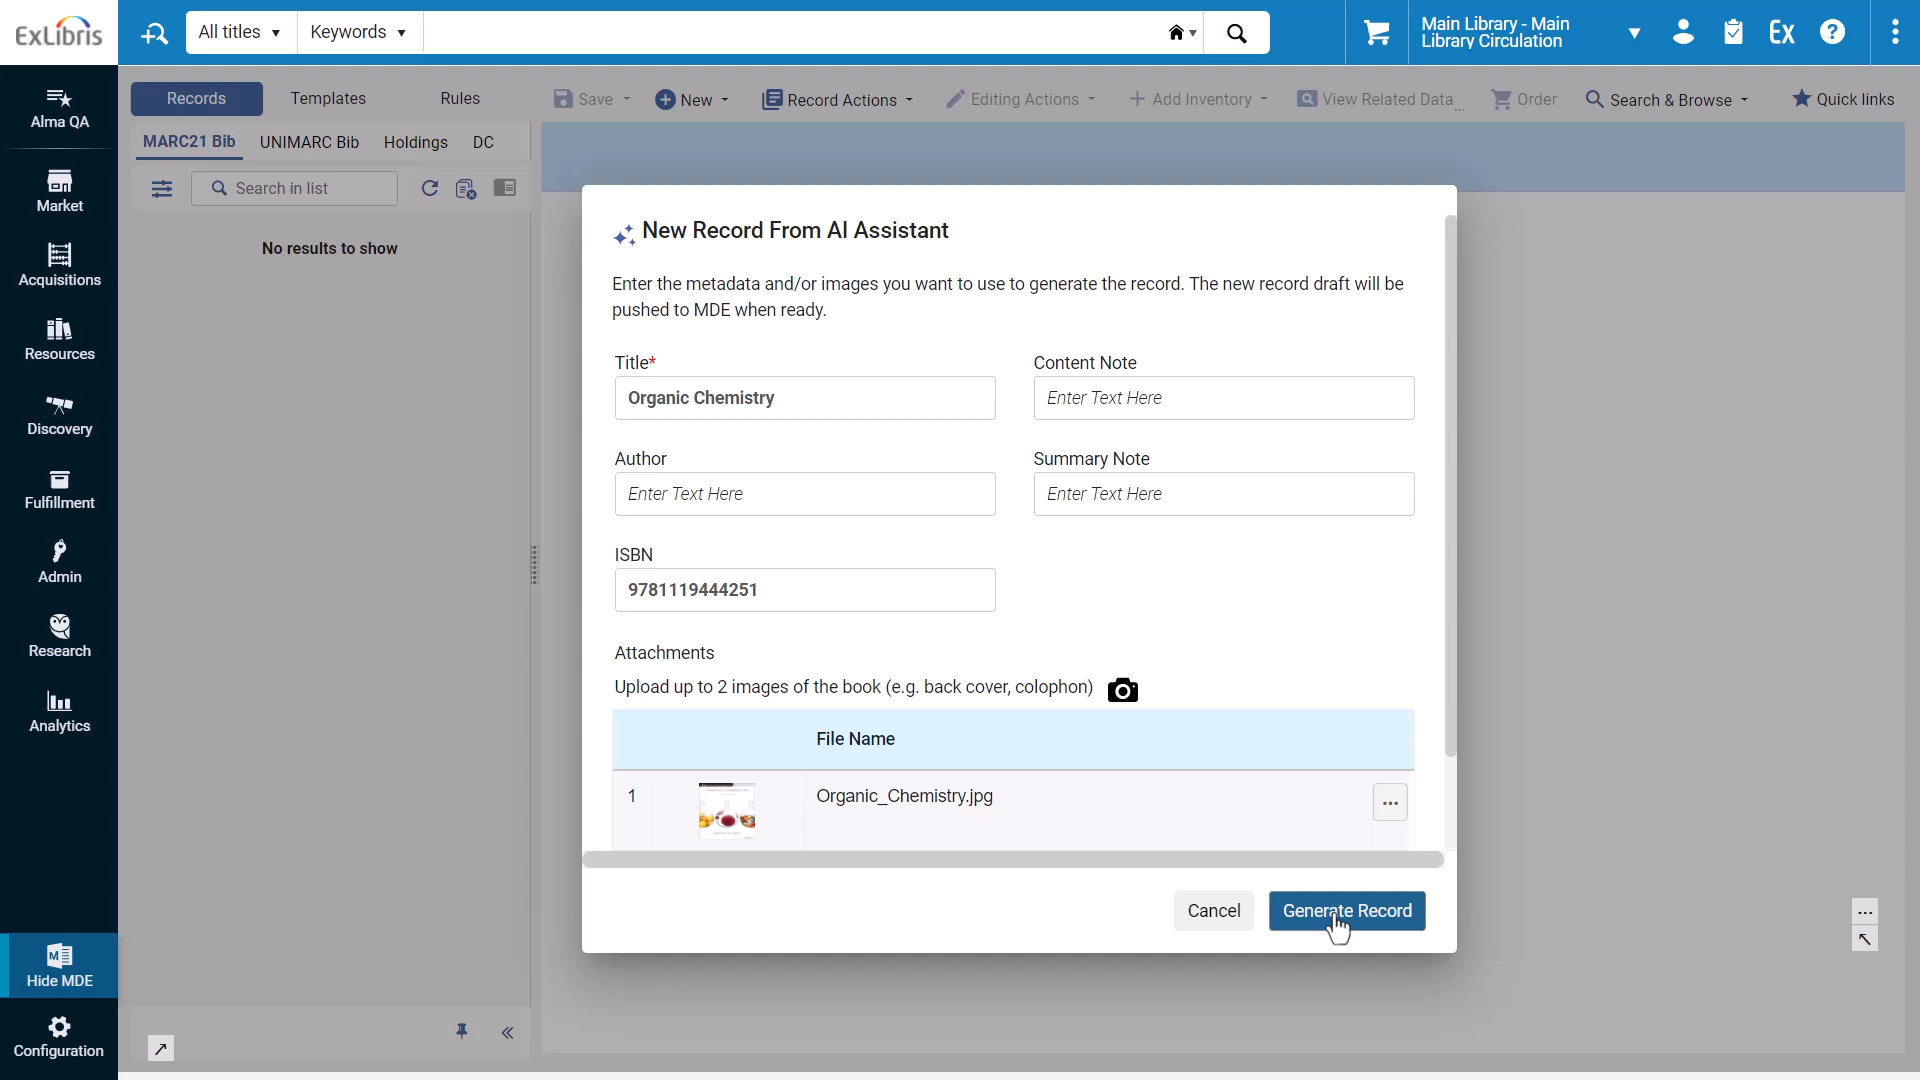 ExLibris
All titles
Keywords
Main Library - Main
Library Circulation
Ex
?
Alma QA
Market
Acquisitions
Resources
Discovery
Fulfillment
Admin
Research
Analytics
M
Hide MDE
Configuration
Records
Templates
Rules
Save
New
Record Actions
Editing Actions
Add Inventory
View Related Data...
Order
Search & Browse
Quick links
MARC21 Bib
UNIMARC Bib
Holdings
DC
Search in list
No results to show
New Record From AI Assistant
Enter the metadata and/or images you want to use to generate the record. The new record draft will be
pushed to MDE when ready.
Title*
Organic Chemistry
Content Note
Enter Text Here
Author
Enter Text Here
Summary Note
Enter Text Here
ISBN
9781119444251
Attachments
Upload up to 2 images of the book (e.g. back cover, colophon)
File Name
1
Organic_Chemistry.jpg
...
Cancel
Generate Record
...